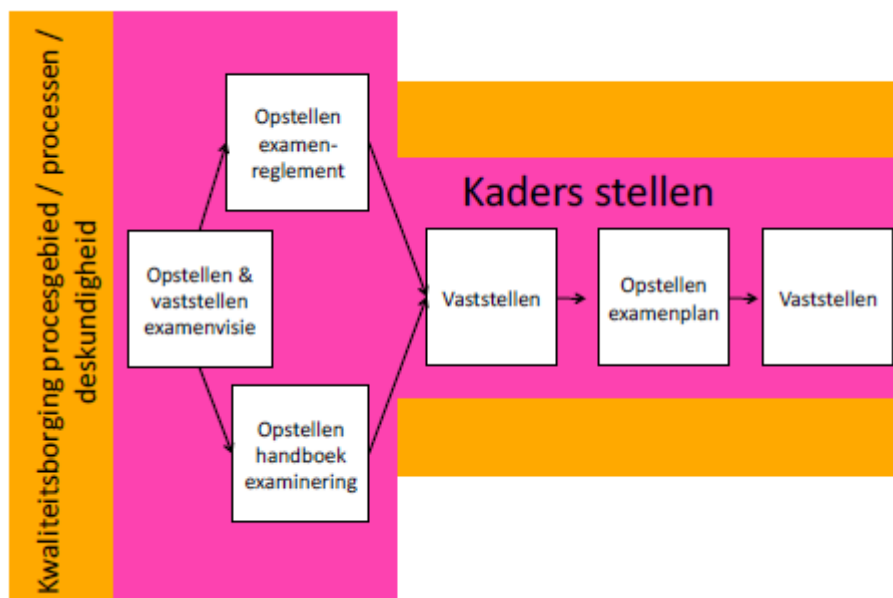 Kwaliteitsborging procesgebied / processen /
deskundigheid
Opstellen
examen-
reglement
Kaders stellen
Opstellen &
vaststellen
examenvisie
Vaststellen
Opstellen
examenplan
Vaststellen
Opstellen
handboek
examinering